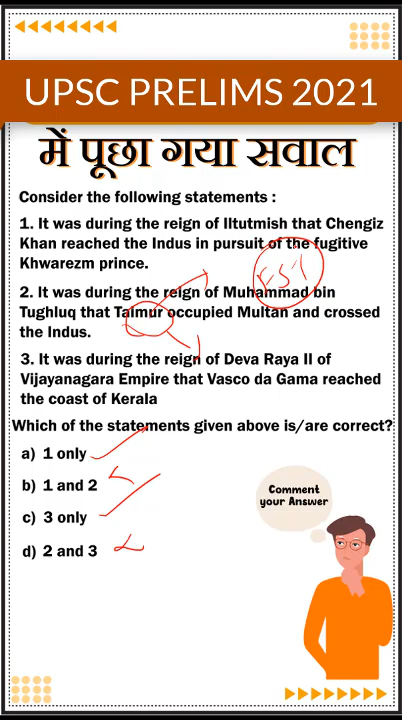 UPSC PRELIMS 2021
में पूछा गया सवाल
Consider the following statements :
1. It was during the reign of Iltutmish that Chengiz
Khan reached the Indus in pursuit of the fugitive
Khwarezm prince.
2. It was during the reign of Muhammad bin
Tughluq that Taimur occupied Multan and crossed
the Indus.
3. It was during the reign of Deva Raya II of
Vijayanagara Empire that Vasco da Gama reached
the coast of Kerala
Which of the statements given above is/are correct?
a) 1 only
b) 1 and 2
c) 3 only
d) 2 and 3
Comment
your Answer